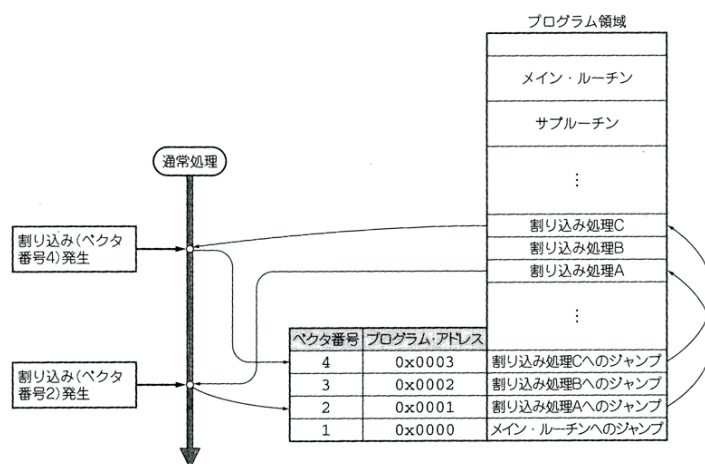 プログラム領域
メイン・ルーチン
サブルーチン
⋮
通常処理
割り込み(ベクタ
番号4)発生
割り込み処理C
割り込み処理B
割り込み処理A
⋮
ベクタ番号 プログラム・アドレス
4 0x0003 割り込み処理Cへのジャンプ
3 0x0002 割り込み処理Bへのジャンプ
2 0x0001 割り込み処理Aへのジャンプ
1 0x0000 メイン・ルーチンへのジャンプ
割り込み(ベクタ
番号2)発生